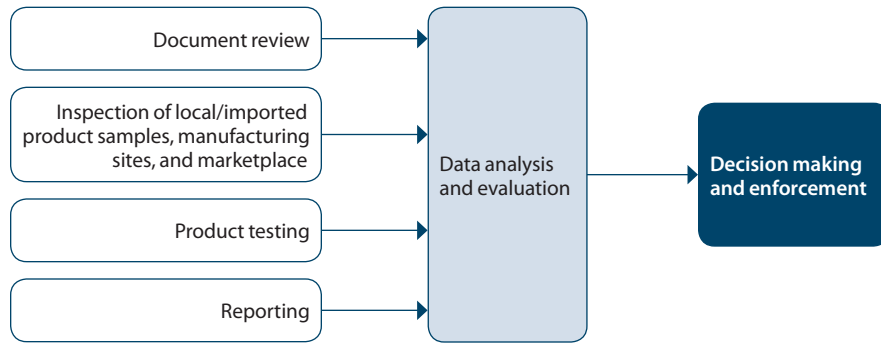 Document review
Inspection of local/imported
product samples, manufacturing
sites, and marketplace
Product testing
Reporting
Data analysis
and evaluation
Decision making
and enforcement